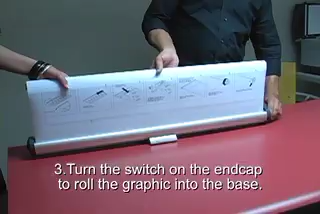 3.Turn the switch on the endcap
to roll the graphic into the base.